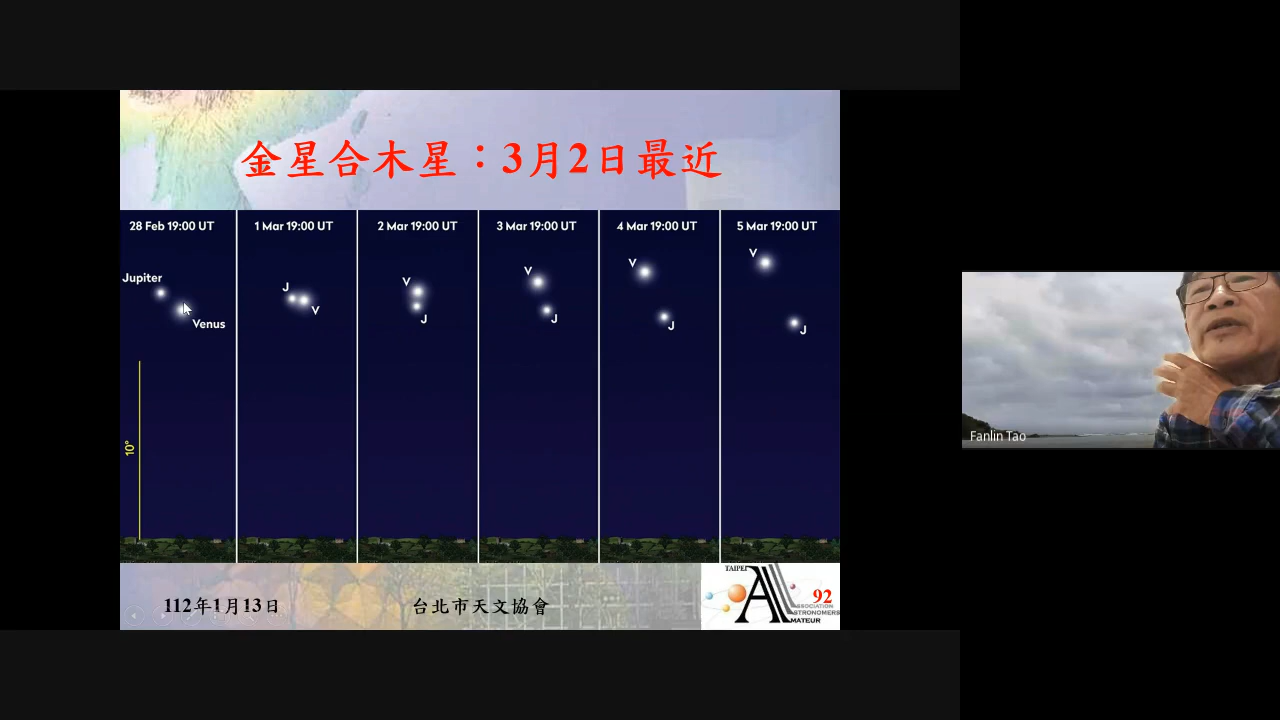 金星合木星：3月2日最近
28 Feb 19:00 UT
1 Mar 19:00 UT
2 Mar 19:00 UT
3 Mar 19:00 UT
4 Mar 19:00 UT
5 Mar 19:00 UT
Jupiter
Venus
J
V
V
J
V
J
V
J
V
J
10°
112年1月13日
台北市天文協會
TAIPEI
92
A
SSOCIATION
STRONOMERS
MATEUR
Fanlin Tao